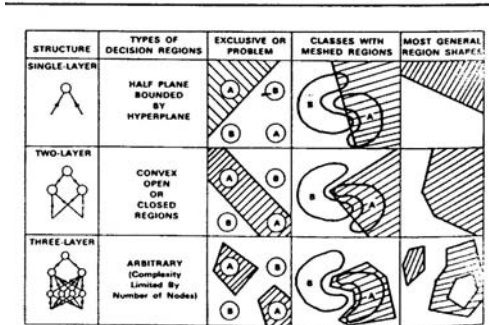 STRUCTURE
TYPES OF
DECISION REGIONS
EXCLUSIVE OR
PROBLEM
CLASSES WITH
MESHED REGIONS
MOST GENERAL
REGION SHAPES
SINGLE-LAYER
HALF PLANE
BOUNDED
BY
HYPERPLANE
A
B
B
A
B
A
TWO-LAYER
CONVEX
OPEN
OR
CLOSED
REGIONS
A
B
B
A
B
A
THREE-LAYER
ARBITRARY
(Complexity
Limited By
Number of Nodes)
A
B
B
A
B
A